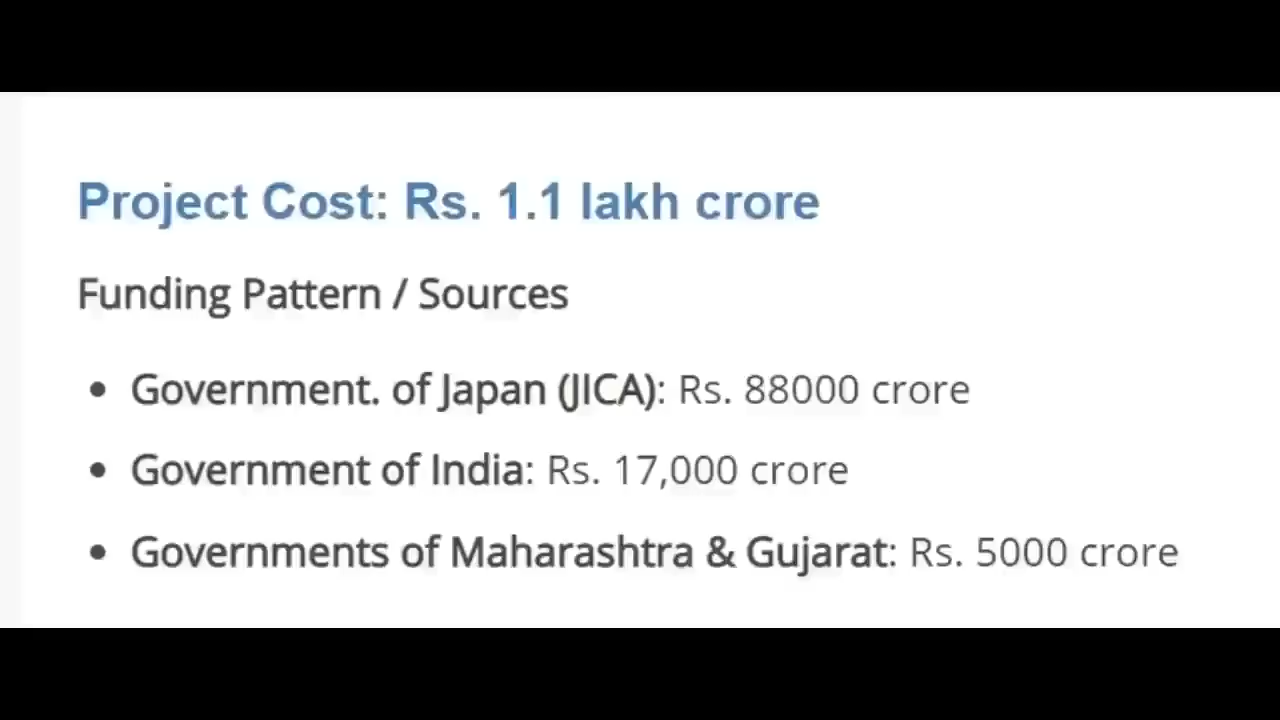 Project Cost: Rs. 1.1 lakh crore
Funding Pattern / Sources
• Government. of Japan (JICA): Rs. 88000 crore
• Government of India: Rs. 17,000 crore
• Governments of Maharashtra & Gujarat: Rs. 5000 crore